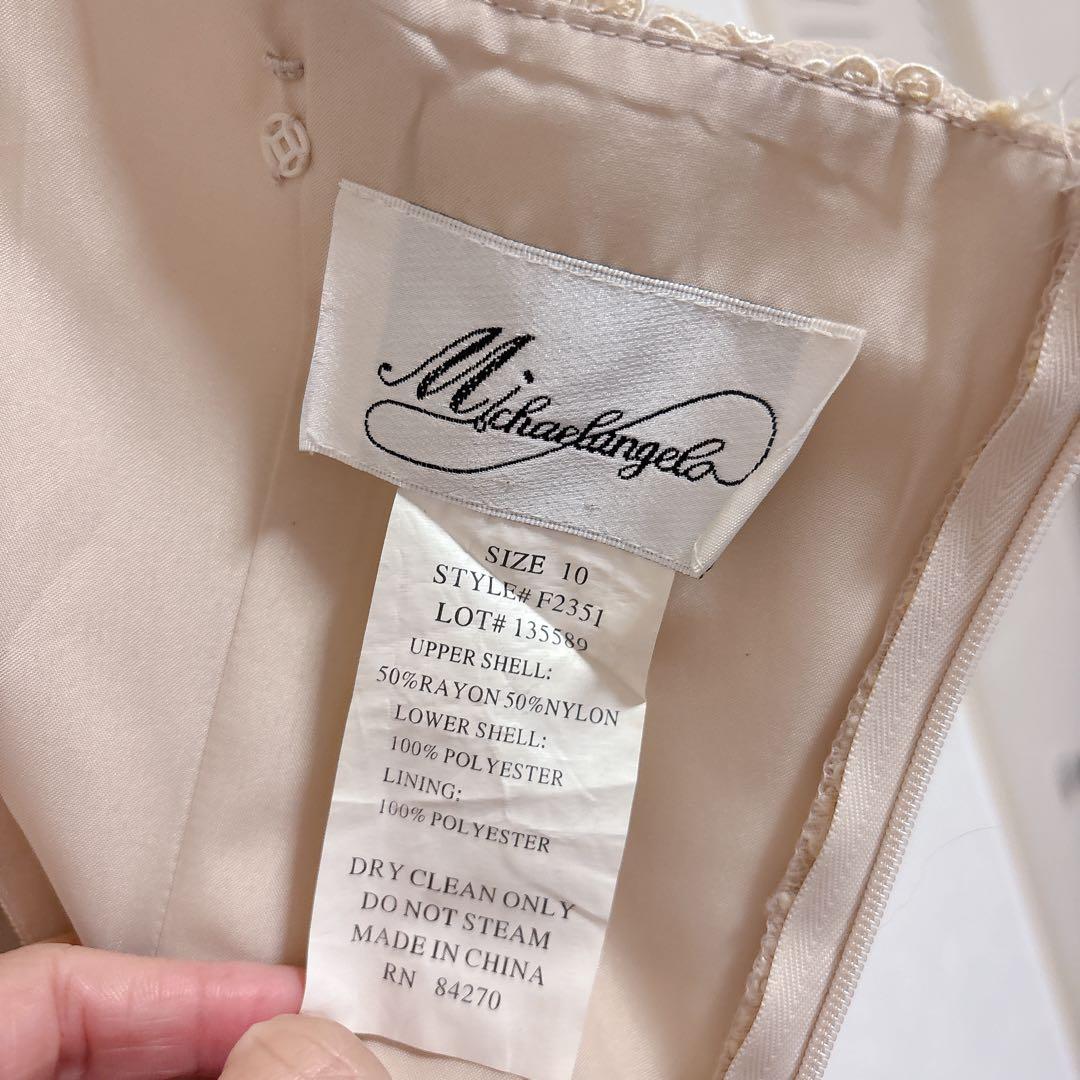 Michaelangelo
SIZE 10
STYLE# F2351
LOT# 135589
UPPER SHELL:
50%RAYON 50%NYLON
LOWER SHELL:
100% POLYESTER
LINING:
100% POLYESTER
DRY CLEAN ONLY
DO NOT STEAM
MADE IN CHINA
RN 84270